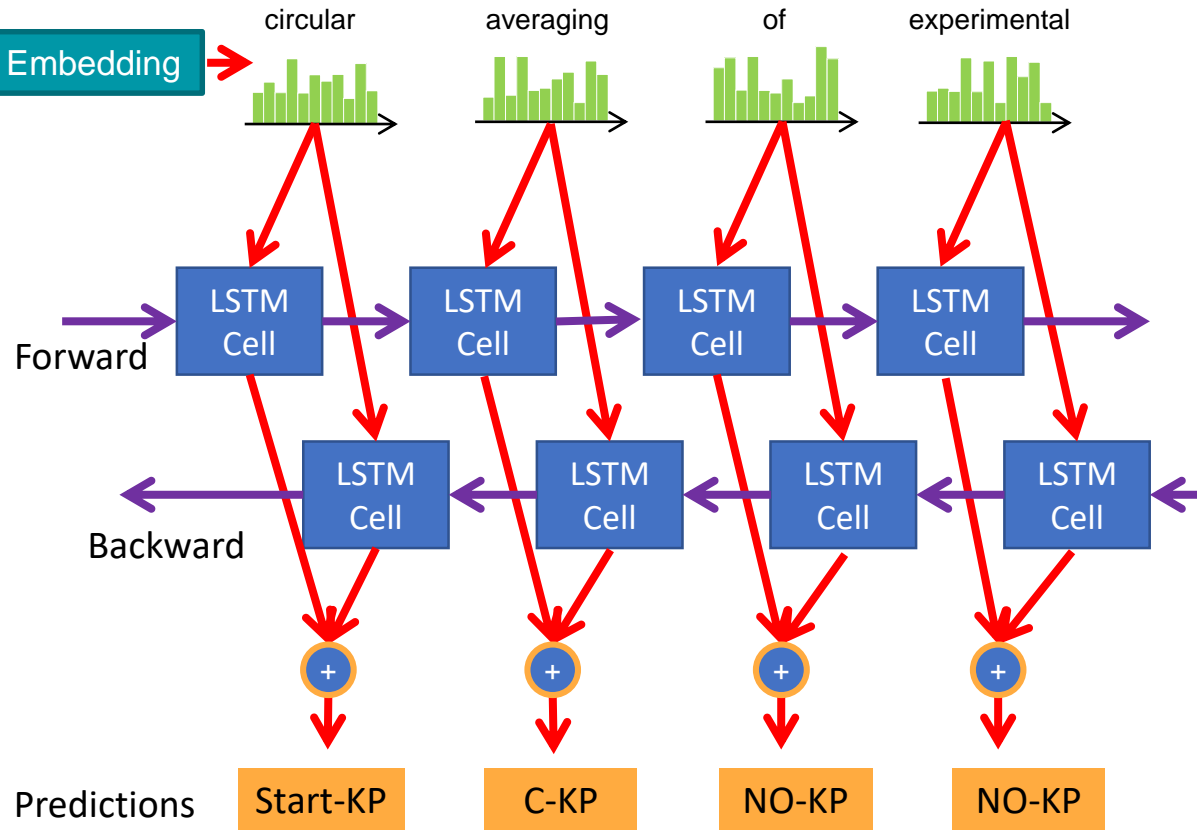 circular averaging of experimental
Embedding
LSTM LSTM LSTM LSTM
Cell Cell Cell Cell
Forward
LSTM LSTM LSTM LSTM
Cell Cell Cell Cell
Backward
+ + + +
Predictions Start-KP C-KP NO-KP NO-KP